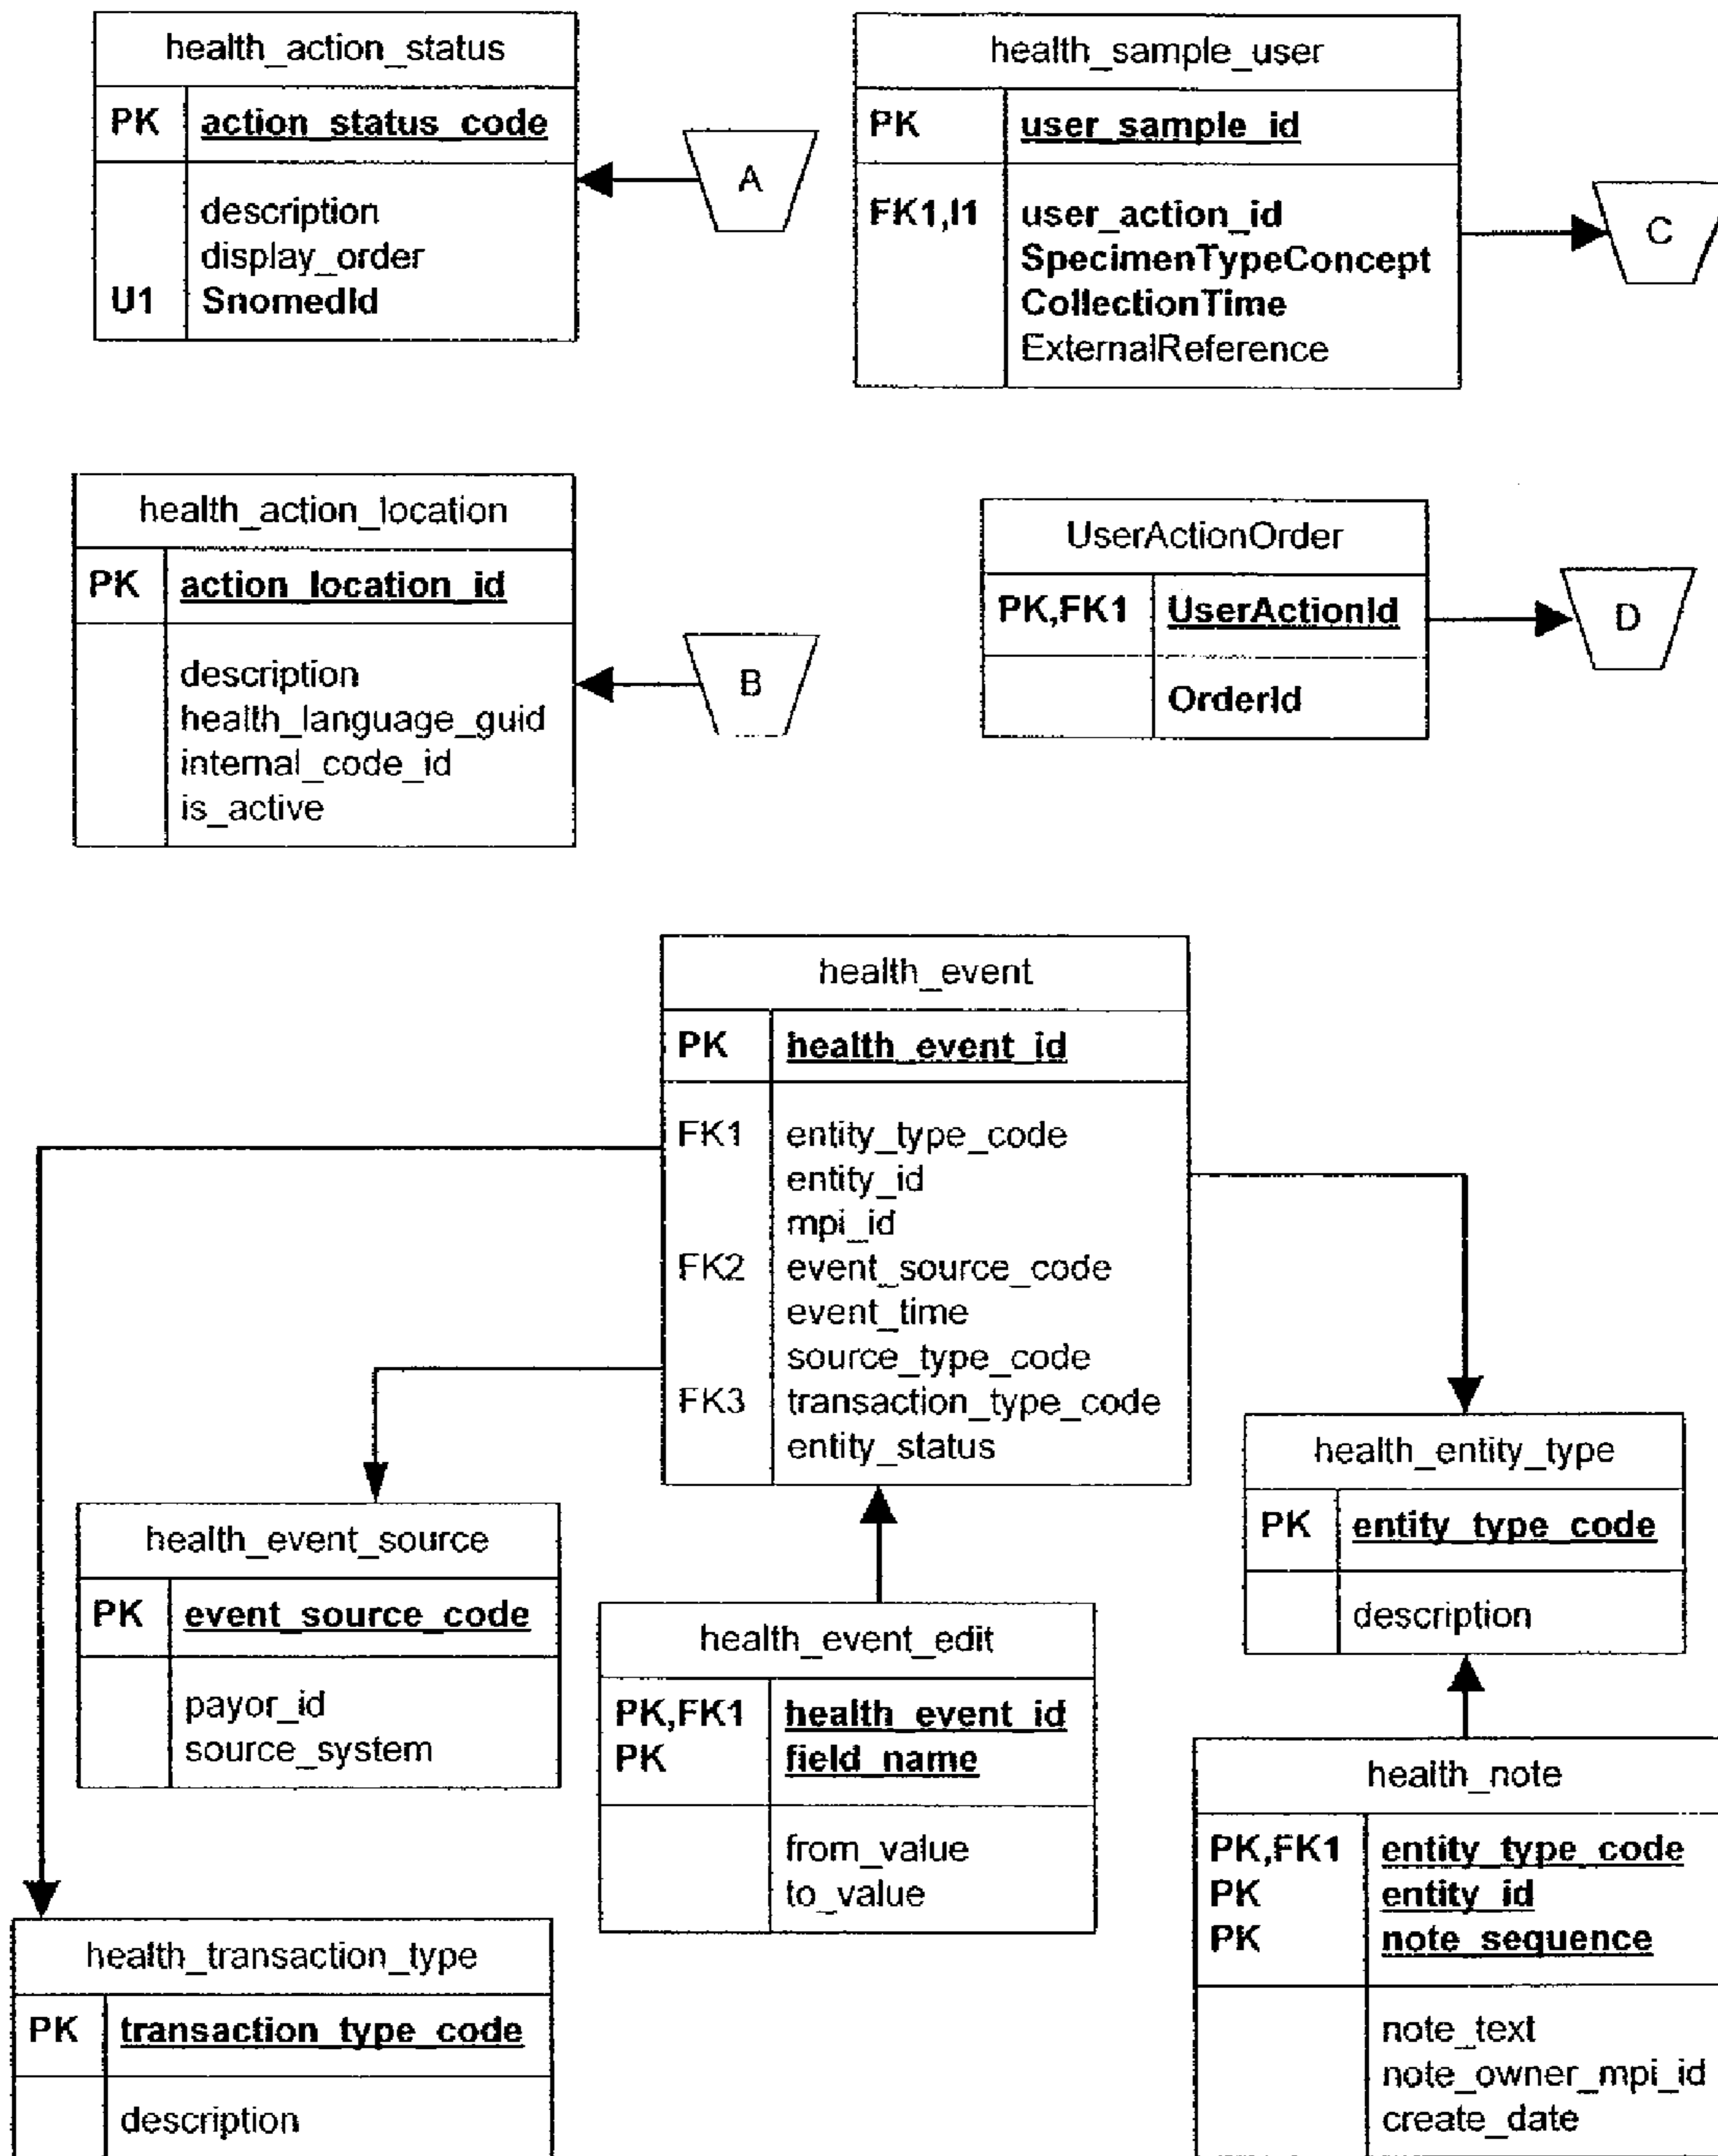 health_action_status
PK action_status_code
description
display_order
U1 SnomedId
A
health_sample_user
PK user_sample_id
FK1,I1 user_action_id
SpecimenTypeConcept
CollectionTime
ExternalReference
C
health_action_location
PK action_location_id
description
health_language_guid
internal_code_id
is_active
B
UserActionOrder
PK,FK1 UserActionId
OrderId
D
health_event
PK health_event_id
FK1 entity_type_code
entity_id
mpi_id
FK2 event_source_code
event_time
source_type_code
FK3 transaction_type_code
entity_status
health_event_source
PK event_source_code
payor_id
source_system
health_event_edit
PK,FK1 health_event_id
PK field_name
from_value
to_value
health_entity_type
PK entity_type_code
description
health_note
PK,FK1 entity_type_code
PK entity_id
PK note_sequence
note_text
note_owner_mpi_id
create_date
health_transaction_type
PK transaction_type_code
description